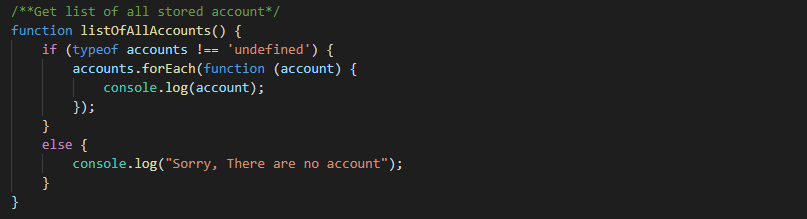 /**Get list of all stored account*/
function listOfAllAccounts() {
    if (typeof accounts !== 'undefined') {
        accounts.forEach(function (account) {
            console.log(account);
        });
    }
    else {
        console.log("Sorry, There are no account");
    }
}